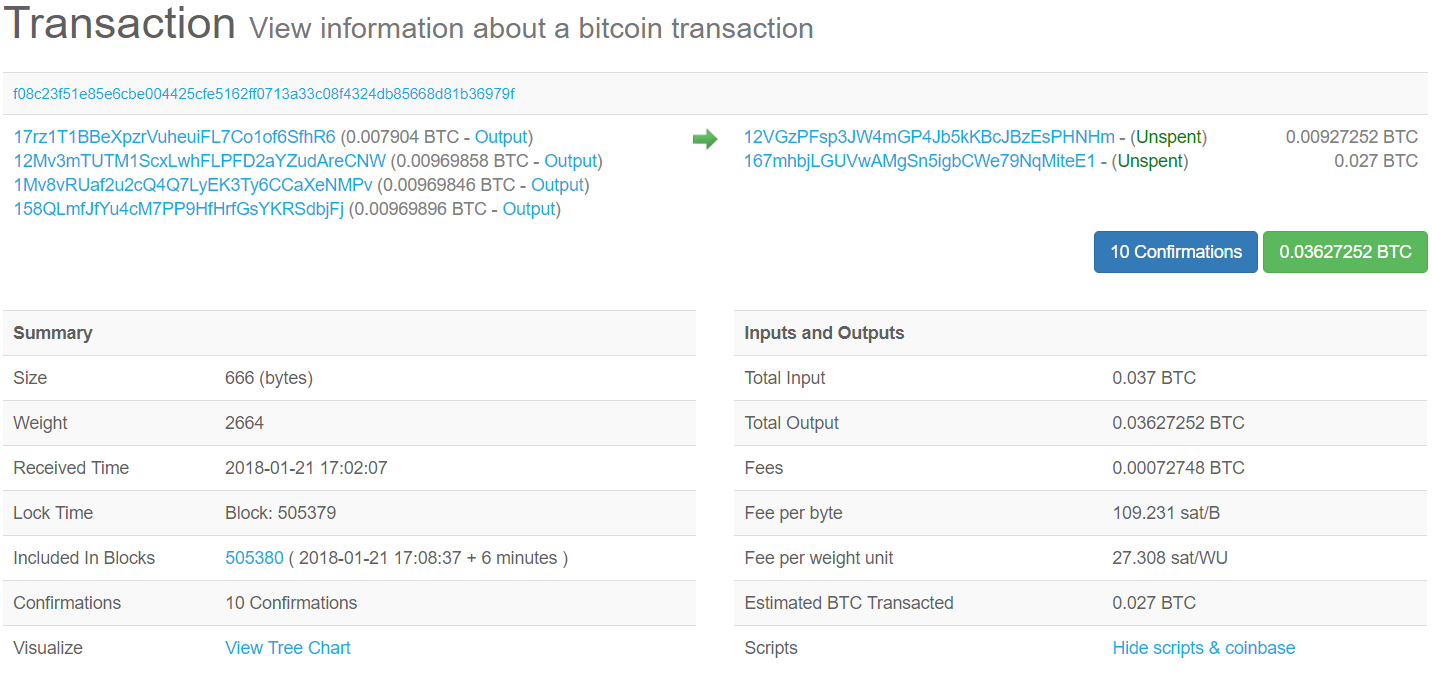 Transaction View information about a bitcoin transaction
f08c23f51e85e6cbe004425cfe5162ff0713a33c08f4324db85668d81b36979f
17rz1T1BBeXpzrVuheuiFL7Co1of6SfhR6 (0.007904 BTC - Output)
12Mv3mTUTM1ScxLwhFLPFD2aYZudAreCNW (0.00969858 BTC - Output)
1Mv8vRUaf2u2cQ4Q7LyEK3Ty6CCaXeNMPv (0.00969846 BTC - Output)
158QLmfJfYu4cM7PP9HfHrfGsYKRSdbjFj (0.00969896 BTC - Output)
12VGzPFsp3JW4mGP4Jb5kKBcJBzEsPHNHm - (Unspent) 0.00927252 BTC
167mhbjLGUVwAMgSn5igbCWe79NqMiteE1 - (Unspent) 0.027 BTC
10 Confirmations 0.03627252 BTC
Summary
Size 666 (bytes)
Weight 2664
Received Time 2018-01-21 17:02:07
Lock Time Block: 505379
Included In Blocks 505380 ( 2018-01-21 17:08:37 + 6 minutes )
Confirmations 10 Confirmations
Visualize View Tree Chart
Inputs and Outputs
Total Input 0.037 BTC
Total Output 0.03627252 BTC
Fees 0.00072748 BTC
Fee per byte 109.231 sat/B
Fee per weight unit 27.308 sat/WU
Estimated BTC Transacted 0.027 BTC
Scripts Hide scripts & coinbase